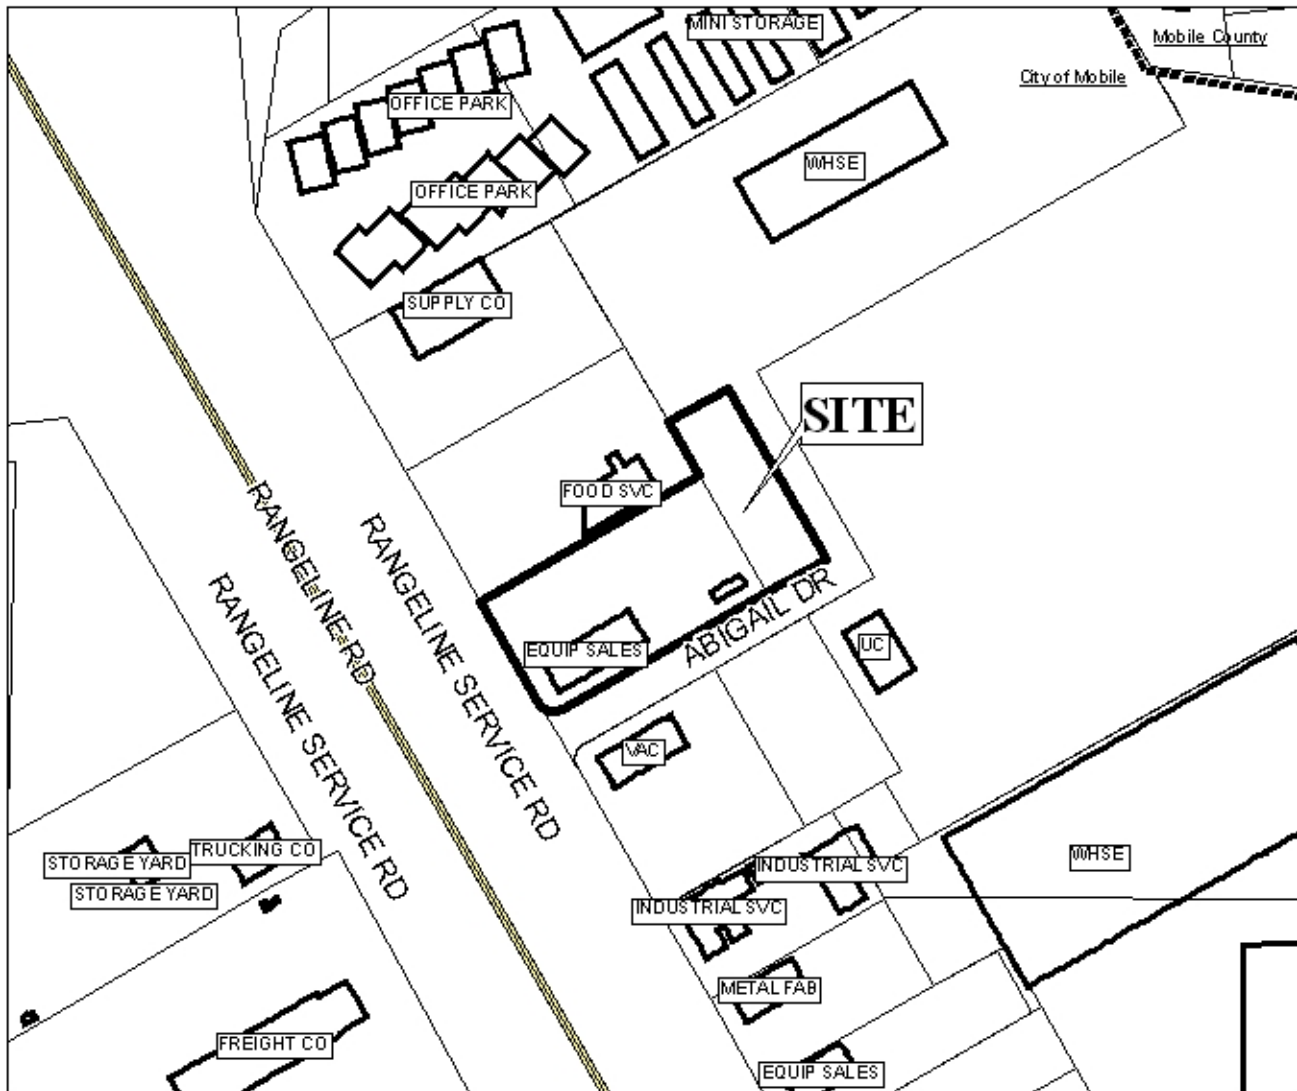 MINI STORAGE
Mobile County
City of Mobile
OFFICE PARK
WHSE
OFFICE PARK
SUPPLY CO
SITE
FOOD SVC
RANGELINE RD
RANGELINE SERVICE RD
RANGELINE SERVICE RD
ABIGAIL DR
EQUIP SALES
UC
VAC
TRUCKING CO
STORAGE YARD
STORAGE YARD
INDUSTRIAL SVC
WHSE
INDUSTRIAL SVC
METAL FAB
FREIGHT CO
EQUIP SALES